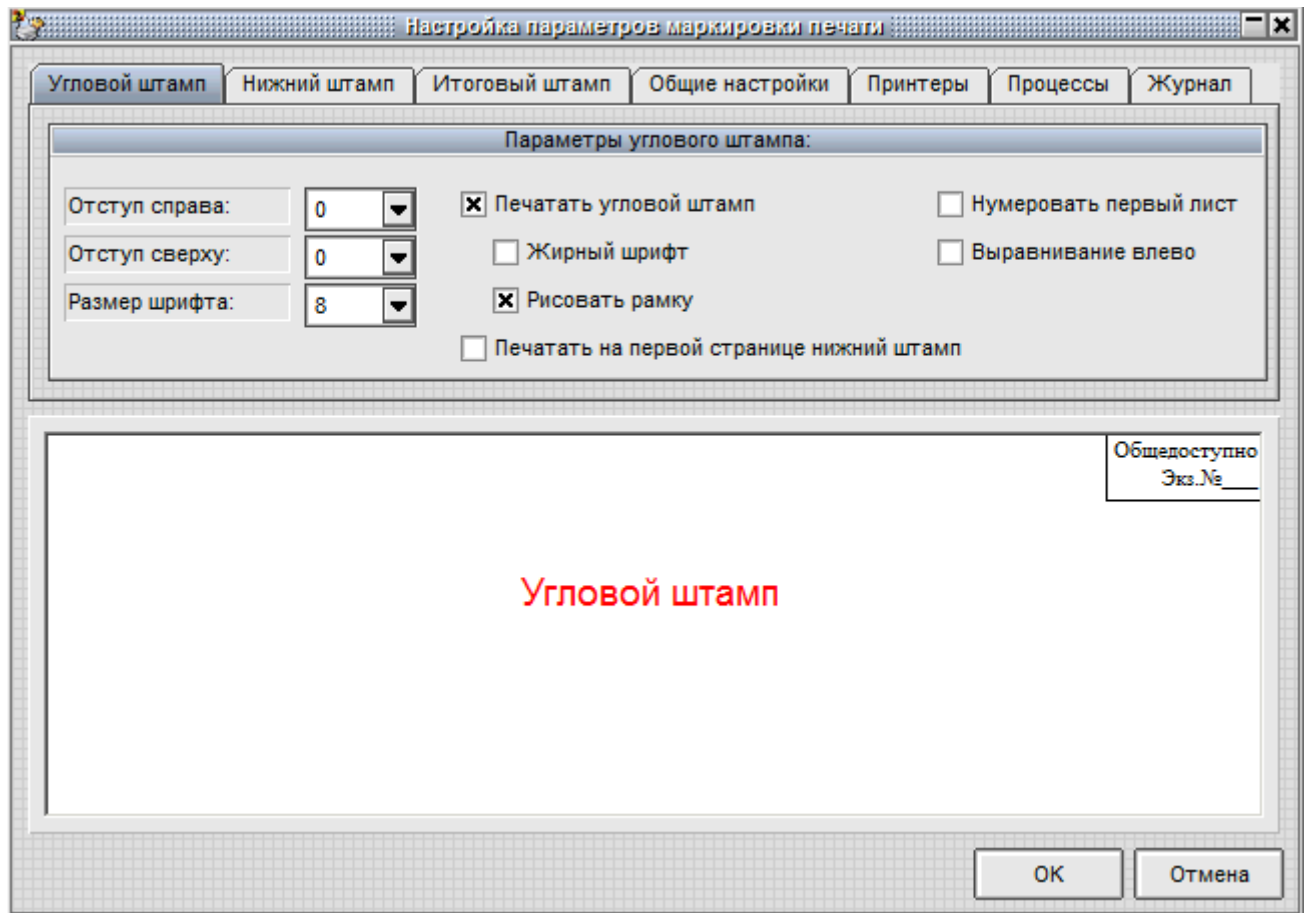 Настройка параметров маркировки печати
Угловой штамп Нижний штамп Итоговый штамп Общие настройки Принтеры Процессы Журнал
Параметры углового штампа:
Отступ справа: 0
Отступ сверху: 0
Размер шрифта: 8
Печатать угловой штамп
Жирный шрифт
Рисовать рамку
Печатать на первой странице нижний штамп
Нумеровать первый лист
Выравнивание влево
Общедоступно
Экз.№___
Угловой штамп
OK Отмена